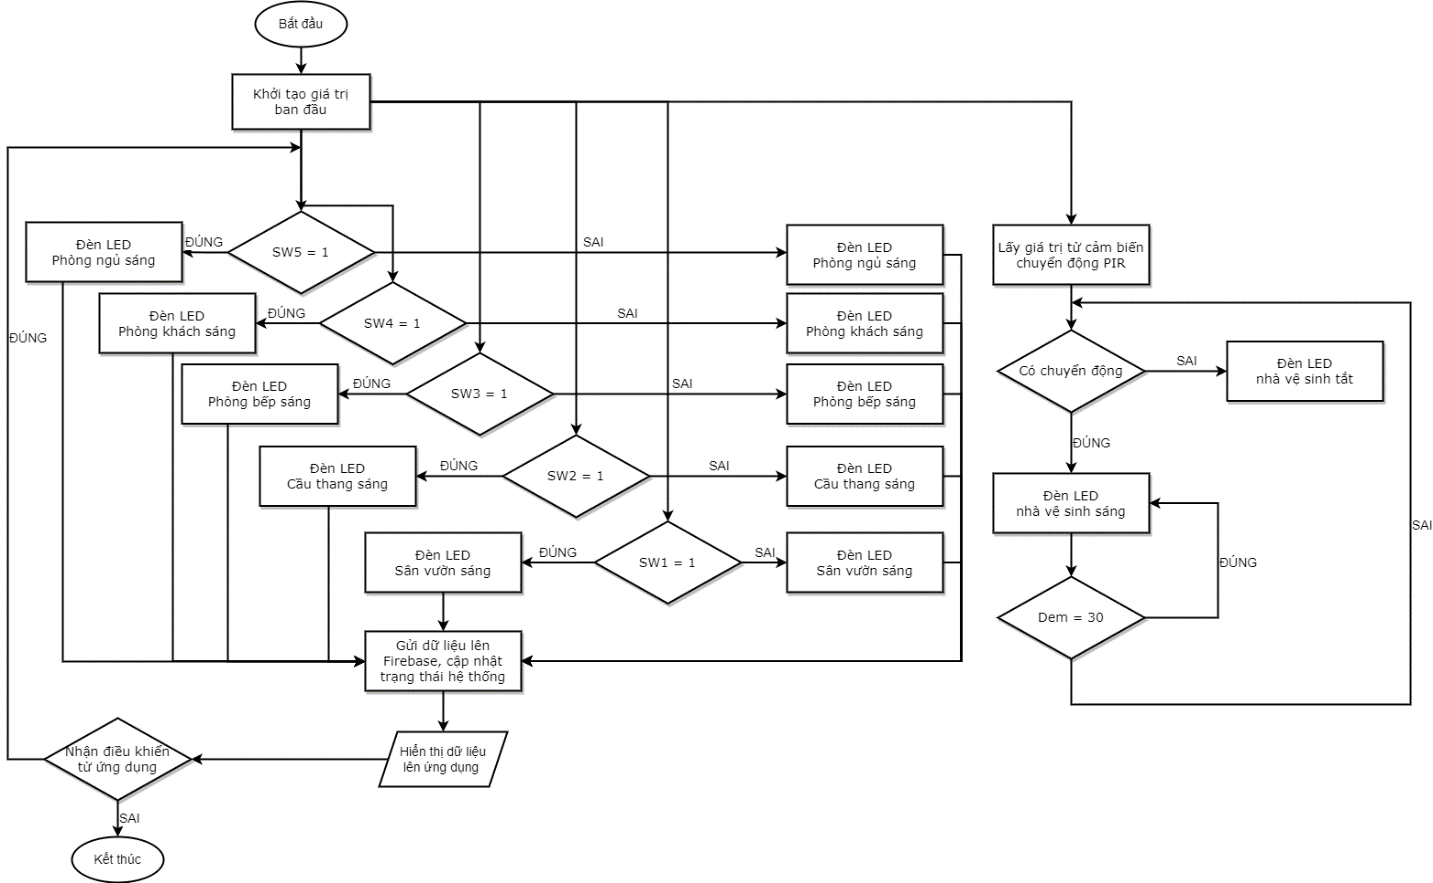 Bắt đầu
Khởi tạo giá trị
ban đầu
Đèn LED
Phòng ngủ sáng
ĐÚNG
SW5 = 1
SAI
Đèn LED
Phòng ngủ sáng
Lấy giá trị từ cảm biến
chuyển động PIR
Đèn LED
Phòng khách sáng
ĐÚNG
SW4 = 1
SAI
Đèn LED
Phòng khách sáng
ĐÚNG
Đèn LED
Phòng bếp sáng
ĐÚNG
SW3 = 1
SAI
Đèn LED
Phòng bếp sáng
Có chuyển động
SAI
Đèn LED
nhà vệ sinh tắt
ĐÚNG
Đèn LED
Cầu thang sáng
ĐÚNG
SW2 = 1
SAI
Đèn LED
Cầu thang sáng
Đèn LED
nhà vệ sinh sáng
SAI
Đèn LED
Sân vườn sáng
ĐÚNG
SW1 = 1
SAI
Đèn LED
Sân vườn sáng
ĐÚNG
Dem = 30
Gửi dữ liệu lên
Firebase, cập nhật
trạng thái hệ thống
Nhận điều khiển
từ ứng dụng
Hiển thị dữ liệu
lên ứng dụng
SAI
Kết thúc